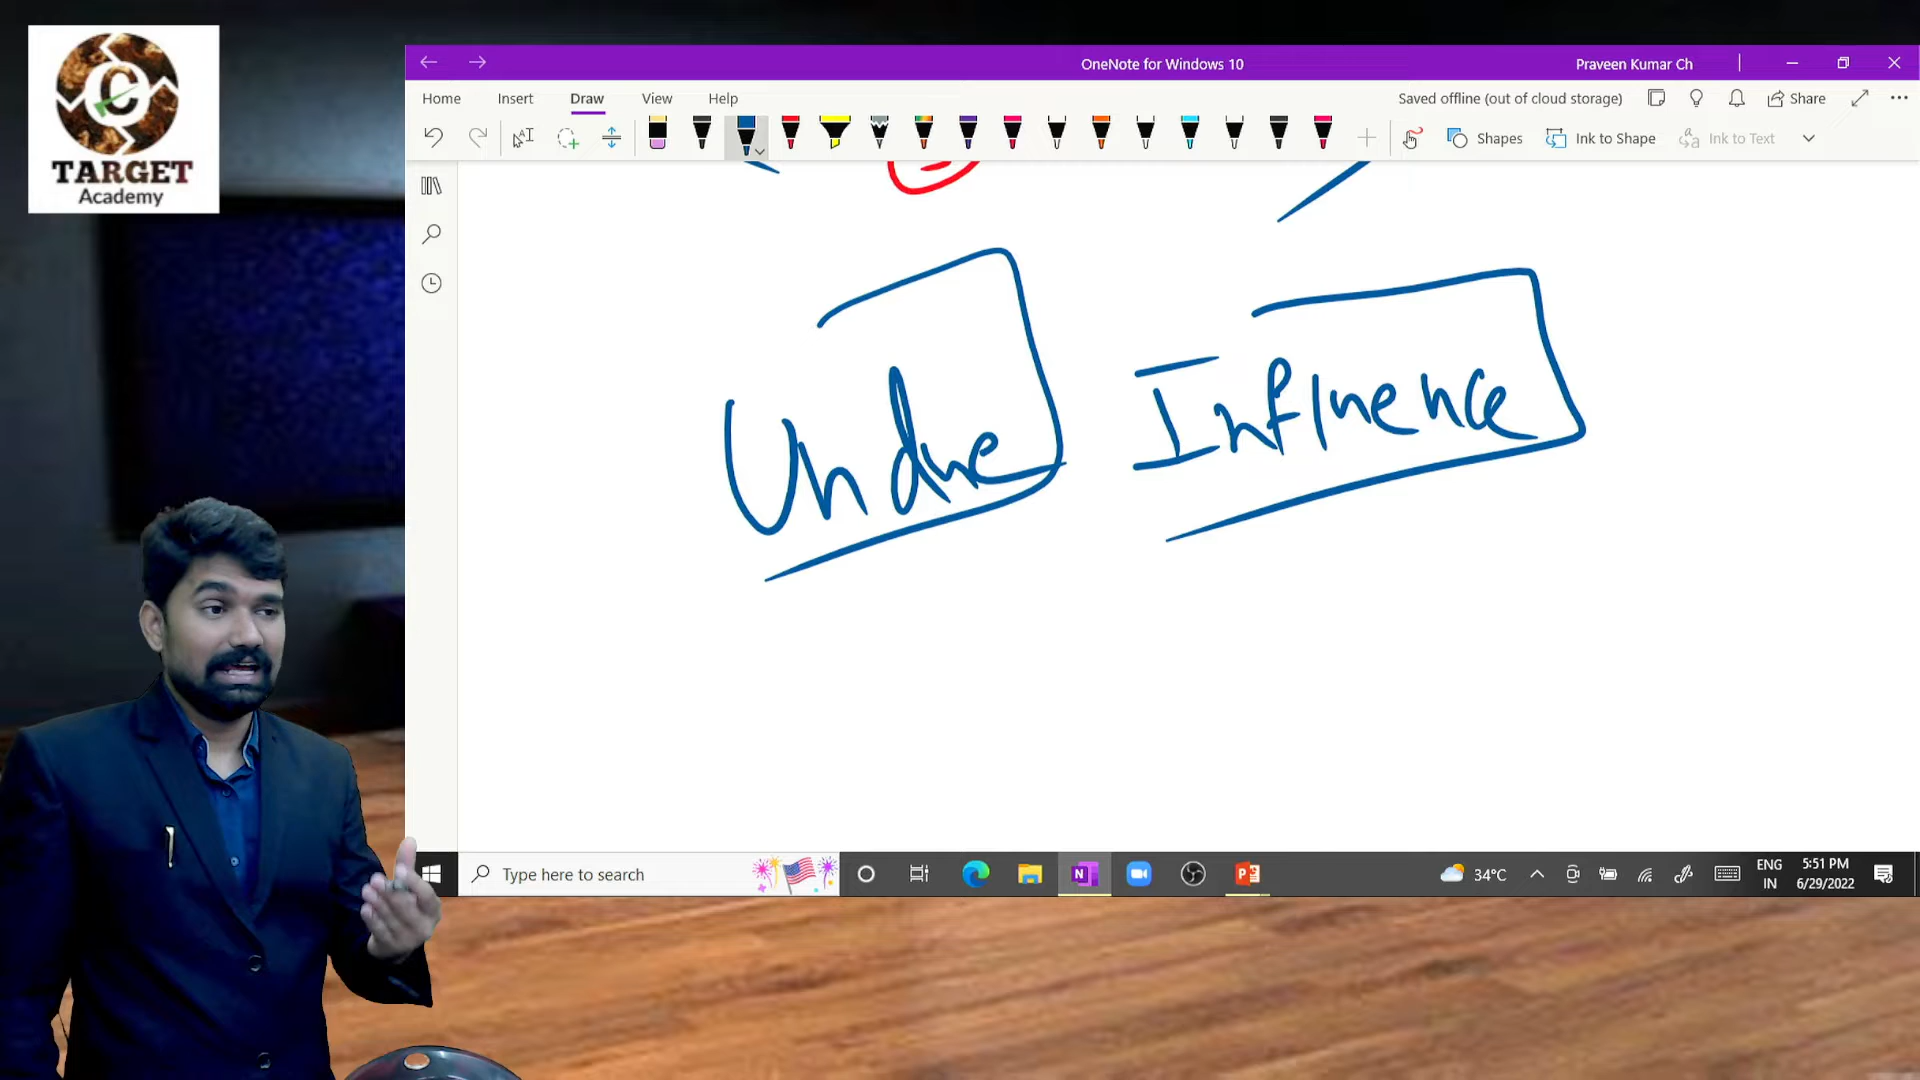 TARGET
Academy
OneNote for Windows 10
Praveen Kumar Ch
Home Insert Draw View Help
Saved offline (out of cloud storage)
Share
Shapes
Ink to Shape
Ink to Text
Undue Influence
Type here to search
34°C
ENG
IN
5:51 PM
6/29/2022